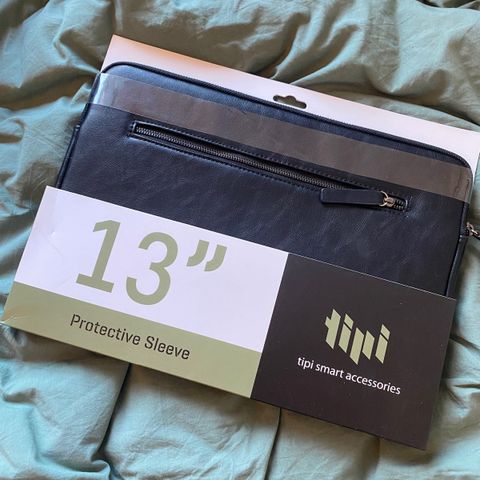 13”
Protective Sleeve
tipi
tipi smart accessories